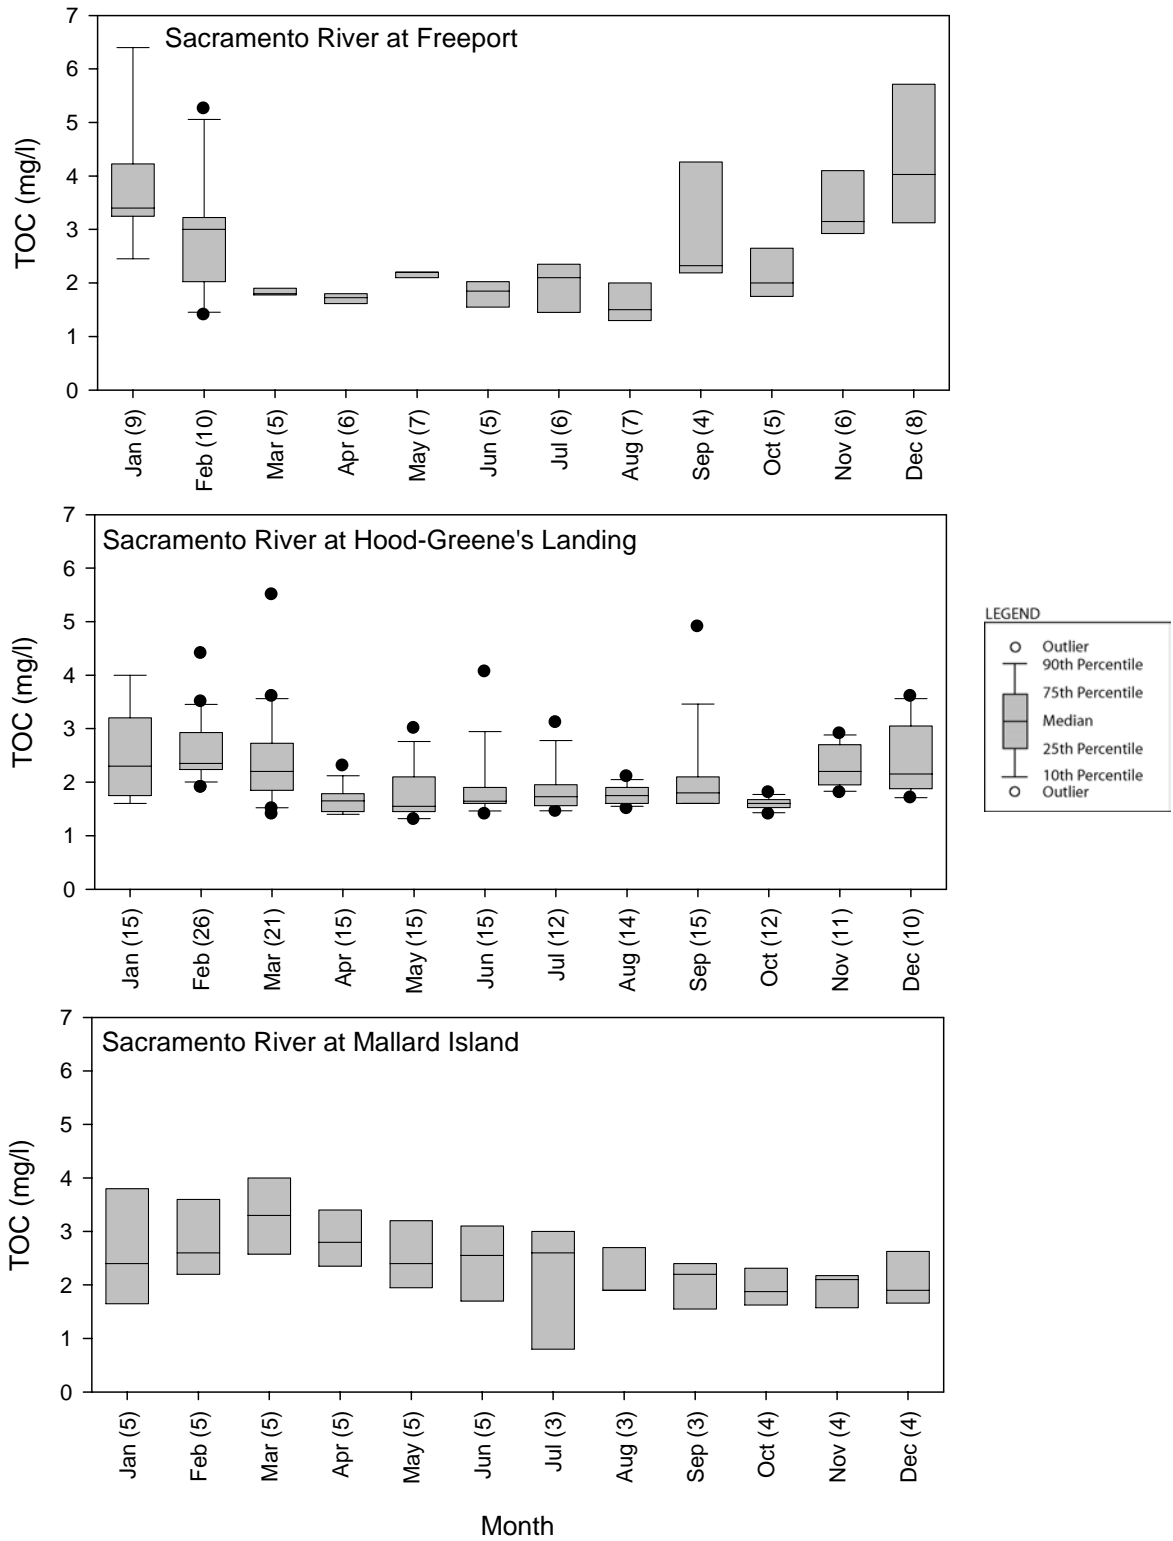 Sacramento River at Freeport
TOC (mg/l)
7
6
5
4
3
2
1
0
Jan (9)
Feb (10)
Mar (5)
Apr (6)
May (7)
Jun (5)
Jul (6)
Aug (7)
Sep (4)
Oct (5)
Nov (6)
Dec (8)
Sacramento River at Hood-Greene's Landing
TOC (mg/l)
7
6
5
4
3
2
1
0
Jan (15)
Feb (26)
Mar (21)
Apr (15)
May (15)
Jun (15)
Jul (12)
Aug (14)
Sep (15)
Oct (12)
Nov (11)
Dec (10)
LEGEND
Outlier
90th Percentile
75th Percentile
Median
25th Percentile
10th Percentile
Outlier
Sacramento River at Mallard Island
TOC (mg/l)
7
6
5
4
3
2
1
0
Jan (5)
Feb (5)
Mar (5)
Apr (5)
May (5)
Jun (5)
Jul (3)
Aug (3)
Sep (3)
Oct (4)
Nov (4)
Dec (4)
Month